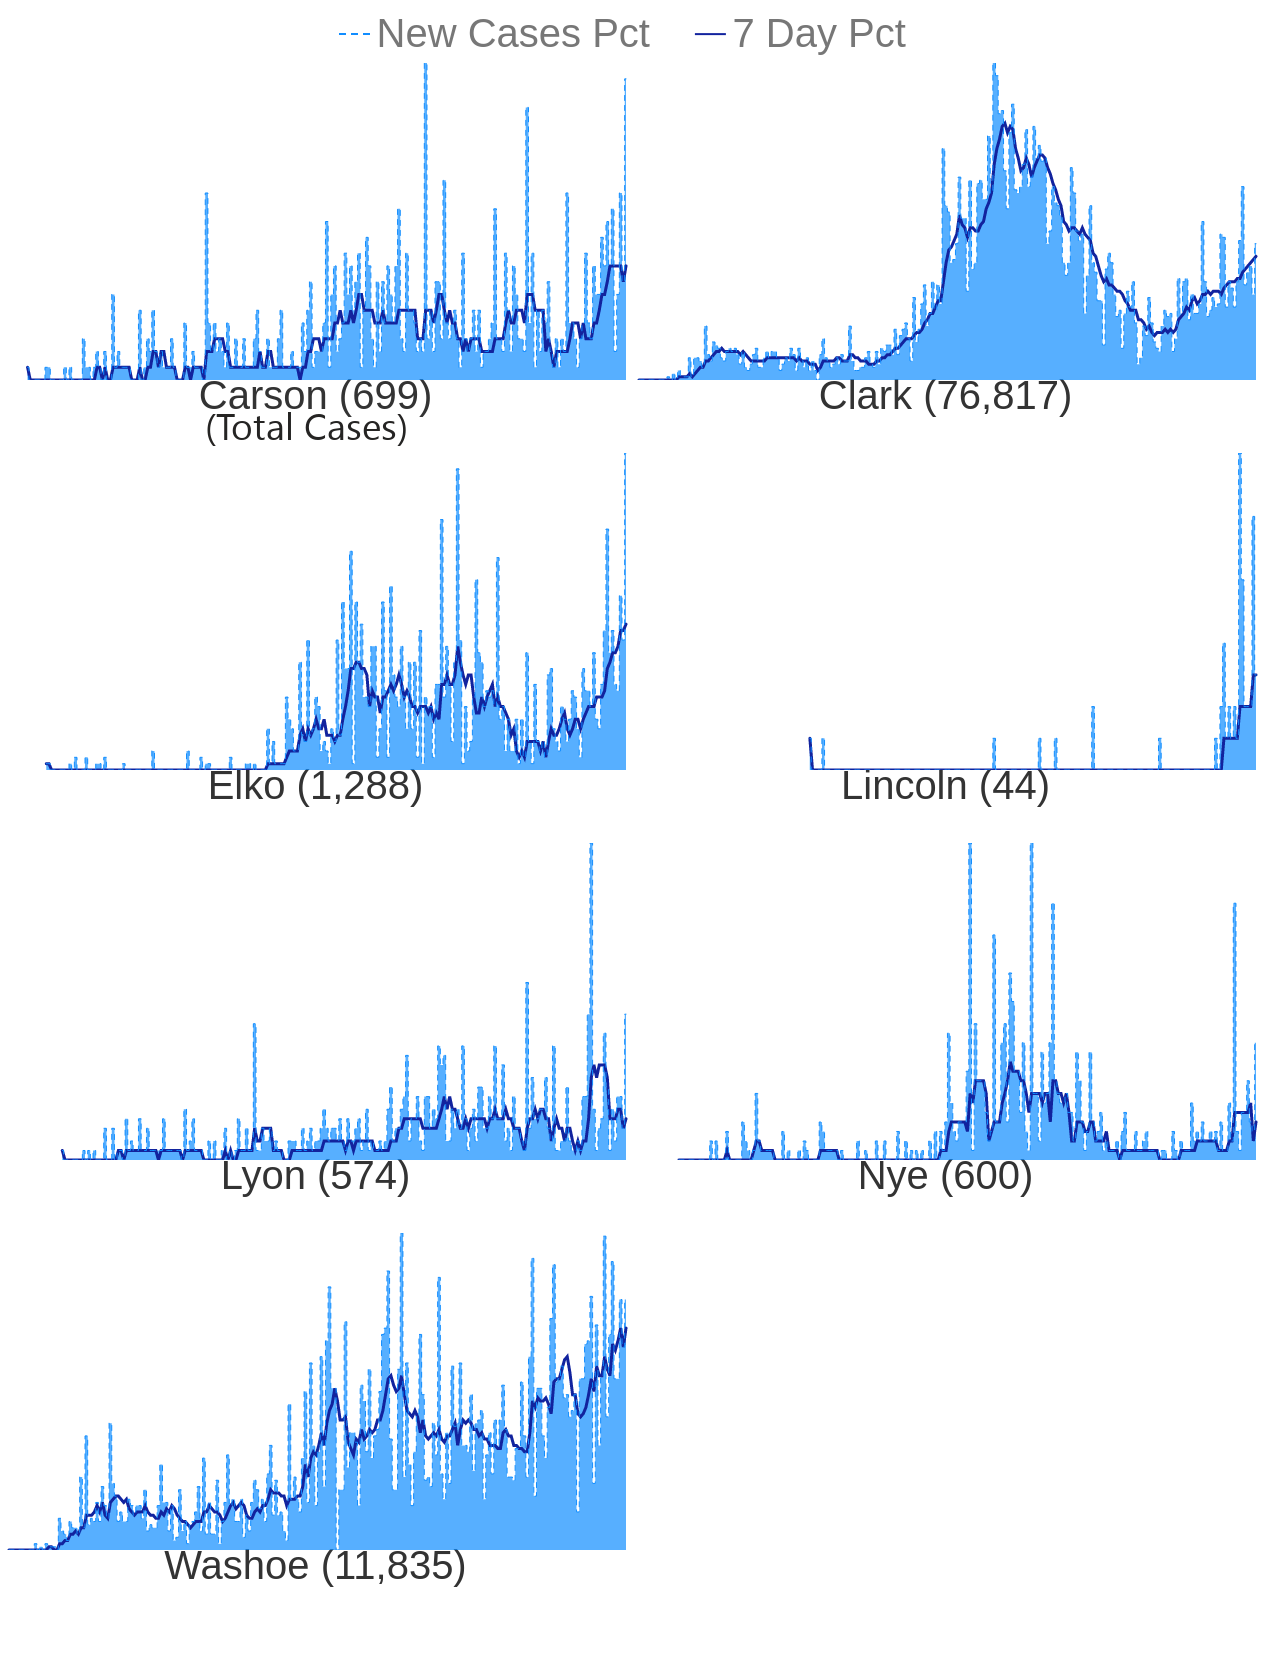 New Cases Pct 7 Day Pct
Carson (699) Clark (76,817)
(Total Cases)
Elko (1,288) Lincoln (44)
Lyon (574) Nye (600)
Washoe (11,835)